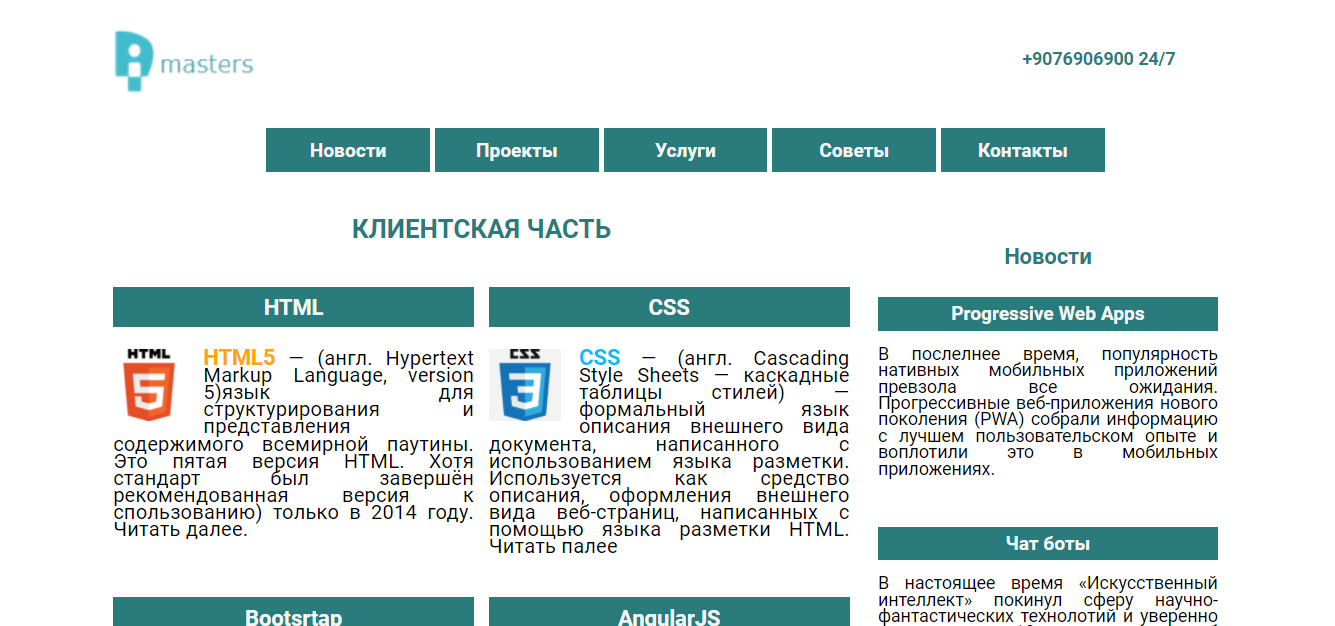 masters
+9076906900 24/7
Новости
Проекты
Услуги
Советы
Контакты
КЛИЕНТСКАЯ ЧАСТЬ
HTML
HTML
5
HTML5 — (англ. Hypertext
Markup Language, version
5)язык для
структурирования и
представления
содержимого всемирной паутины.
Это пятая версия HTML. Хотя
стандарт был завершён
рекомендованная версия к
спользованию) только в 2014 году.
Читать далее.
CSS
CSS
3
CSS — (англ. Cascading
Style Sheets — каскадные
таблицы стилей) —
формальный язык
описания внешнего вида
документа, написанного с
использованием языка разметки.
Используется как средство
описания, оформления внешнего
вида веб-страниц, написанных с
помощью языка разметки HTML.
Читать палее
Bootsrtap
AngularJS
Новости
Progressive Web Apps
В послелнее время, популярность
нативных мобильных приложений
превзола все ожидания.
Прогрессивные веб-приложения нового
поколения (PWA) собрали информацию
с лучшем пользовательском опыте и
воплотили это в мобильных
приложениях.
Чат боты
В настоящее время «Искусственный
интеллект» покинул сферу научно-
фантастических технолотий и уверенно